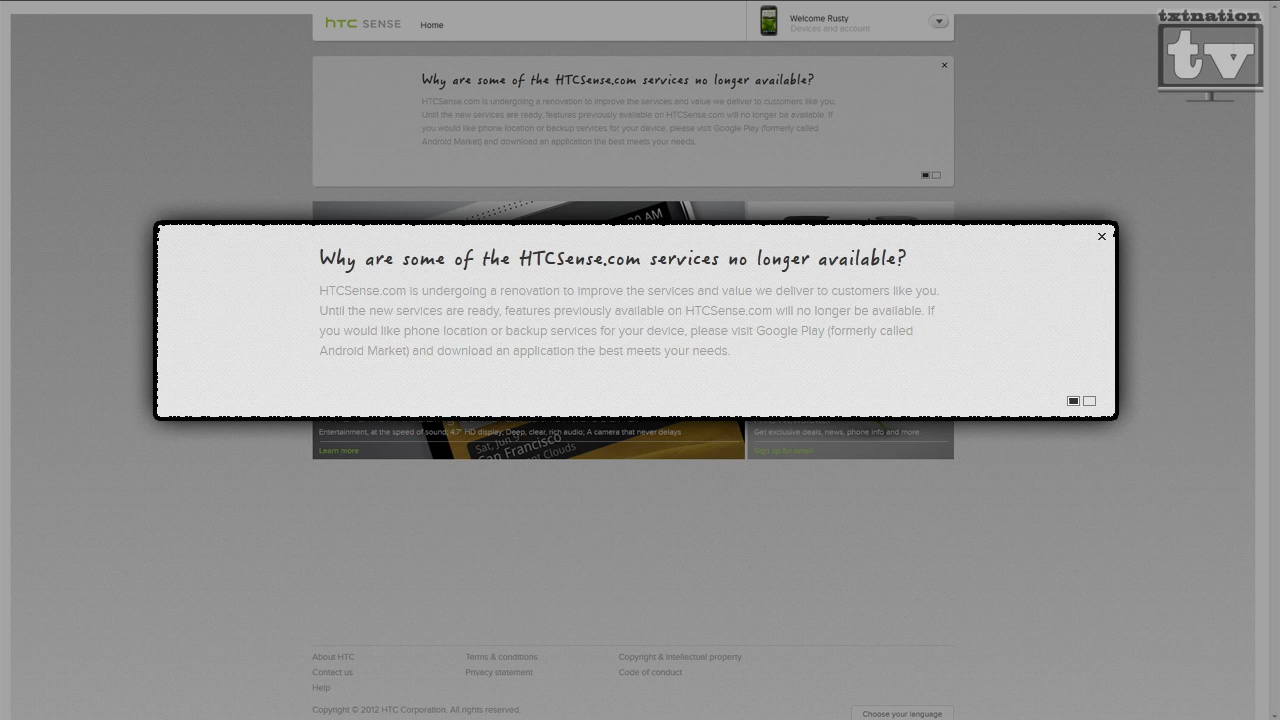 txtnation
tv
hTC SENSE
Home
Welcome Rusty
Devices and account
Why are some of the HTCSense.com services no longer available?
HTCSense.com is undergoing a renovation to improve the services and value we deliver to customers like you.
Until the new services are ready, features previously available on HTCSense.com will no longer be available. If
you would like phone location or backup services for your device, please visit Google Play (formerly called
Android Market) and download an application the best meets your needs.
AM
Why are some of the HTCSense.com services no longer available?
HTCSense.com is undergoing a renovation to improve the services and value we deliver to customers like you.
Until the new services are ready, features previously available on HTCSense.com will no longer be available. If
you would like phone location or backup services for your device, please visit Google Play (formerly called
Android Market) and download an application the best meets your needs.
Entertainment, at the speed of sound; 4.7" HD display; Deep, clear, rich audio; A camera that never delays
Sat, Jun 9
San Francisco
Clouds
Learn more
Get exclusive deals, news, phone info and more
Sign up for email
About HTC
Contact us
Help
Terms & conditions
Privacy statement
Copyright & intellectual property
Code of conduct
Copyright © 2012 HTC Corporation. All rights reserved.
Choose your language